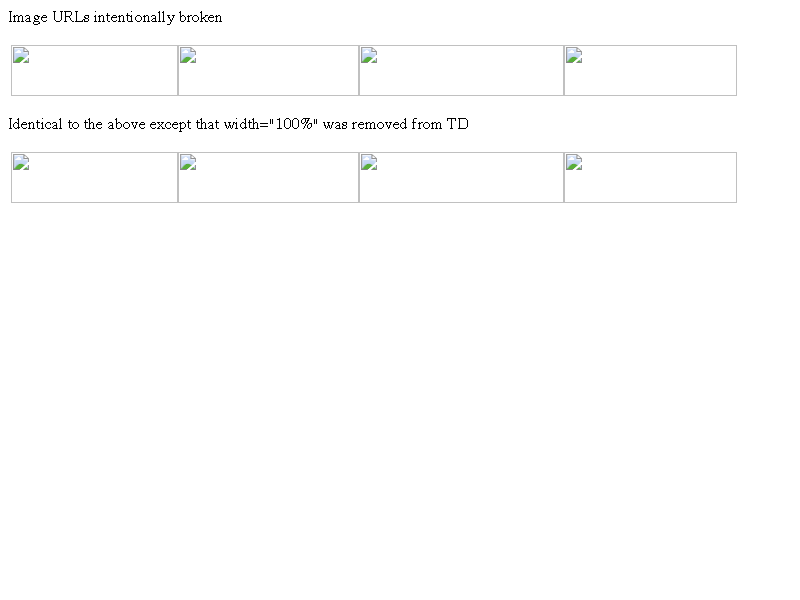 Image URLs intentionally broken
Identical to the above except that width="100%" was removed from TD